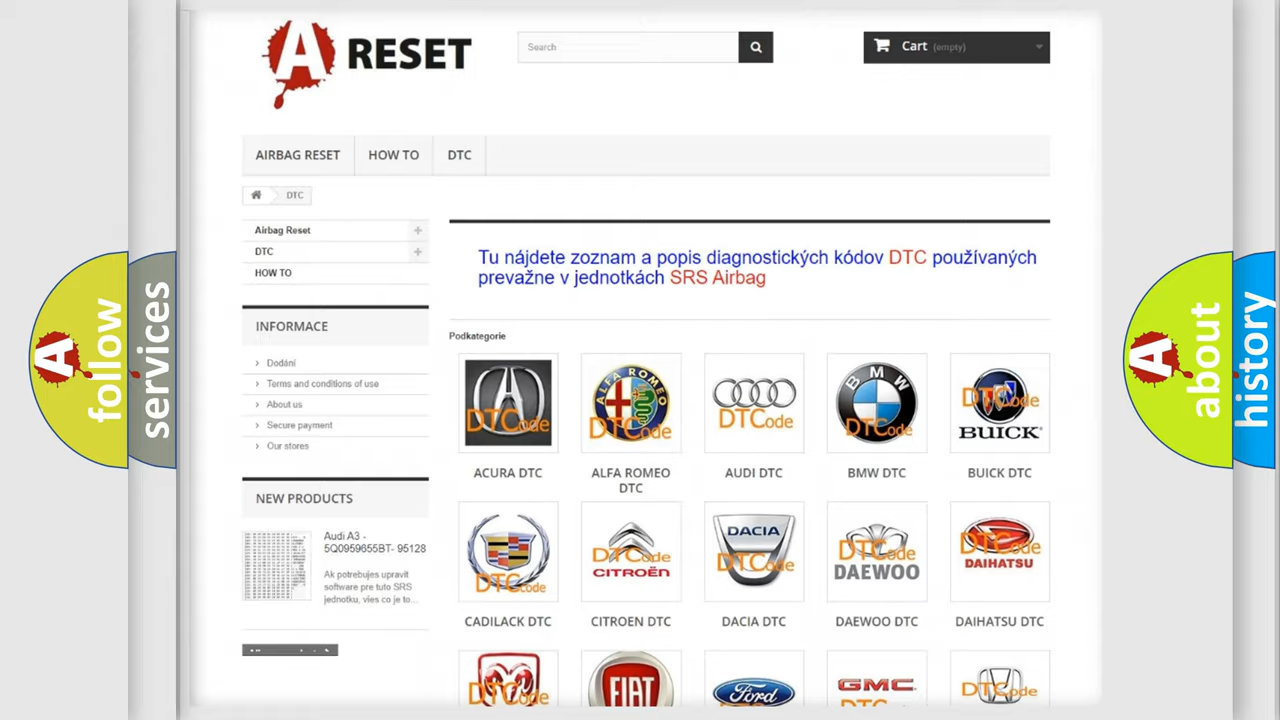 A RESET
Search
Cart (empty)
AIRBAG RESET
HOW TO
DTC
DTC
Airbag Reset
DTC
HOW TO
INFORMACE
Dodání
Terms and conditions of use
About us
Secure payment
Our stores
NEW PRODUCTS
Audi A3 -
5Q0959655BT- 95128
Ak potrebujes upravit
software pre tuto SRS
jednotku, vies co je to...
Tu nájdete zoznam a popis diagnostických kódov DTC používaných
prevažne v jednotkách SRS Airbag
Podkategorie
DTCode
ALFA ROMEO
DTCode
DTCode
BMW
DTCode
DTCode
BUICK
ACURA DTC
ALFA ROMEO
DTC
AUDI DTC
BMW DTC
BUICK DTC
DTCode
DTCode
CITROËN
DACIA
DTCode
DTCode
DAEWOO
DTCode
DAIHATSU
CADILACK DTC
CITROEN DTC
DACIA DTC
DAEWOO DTC
DAIHATSU DTC
DTCode
FIAT
Ford
GMC
DTCode
A follow
services
A about
history